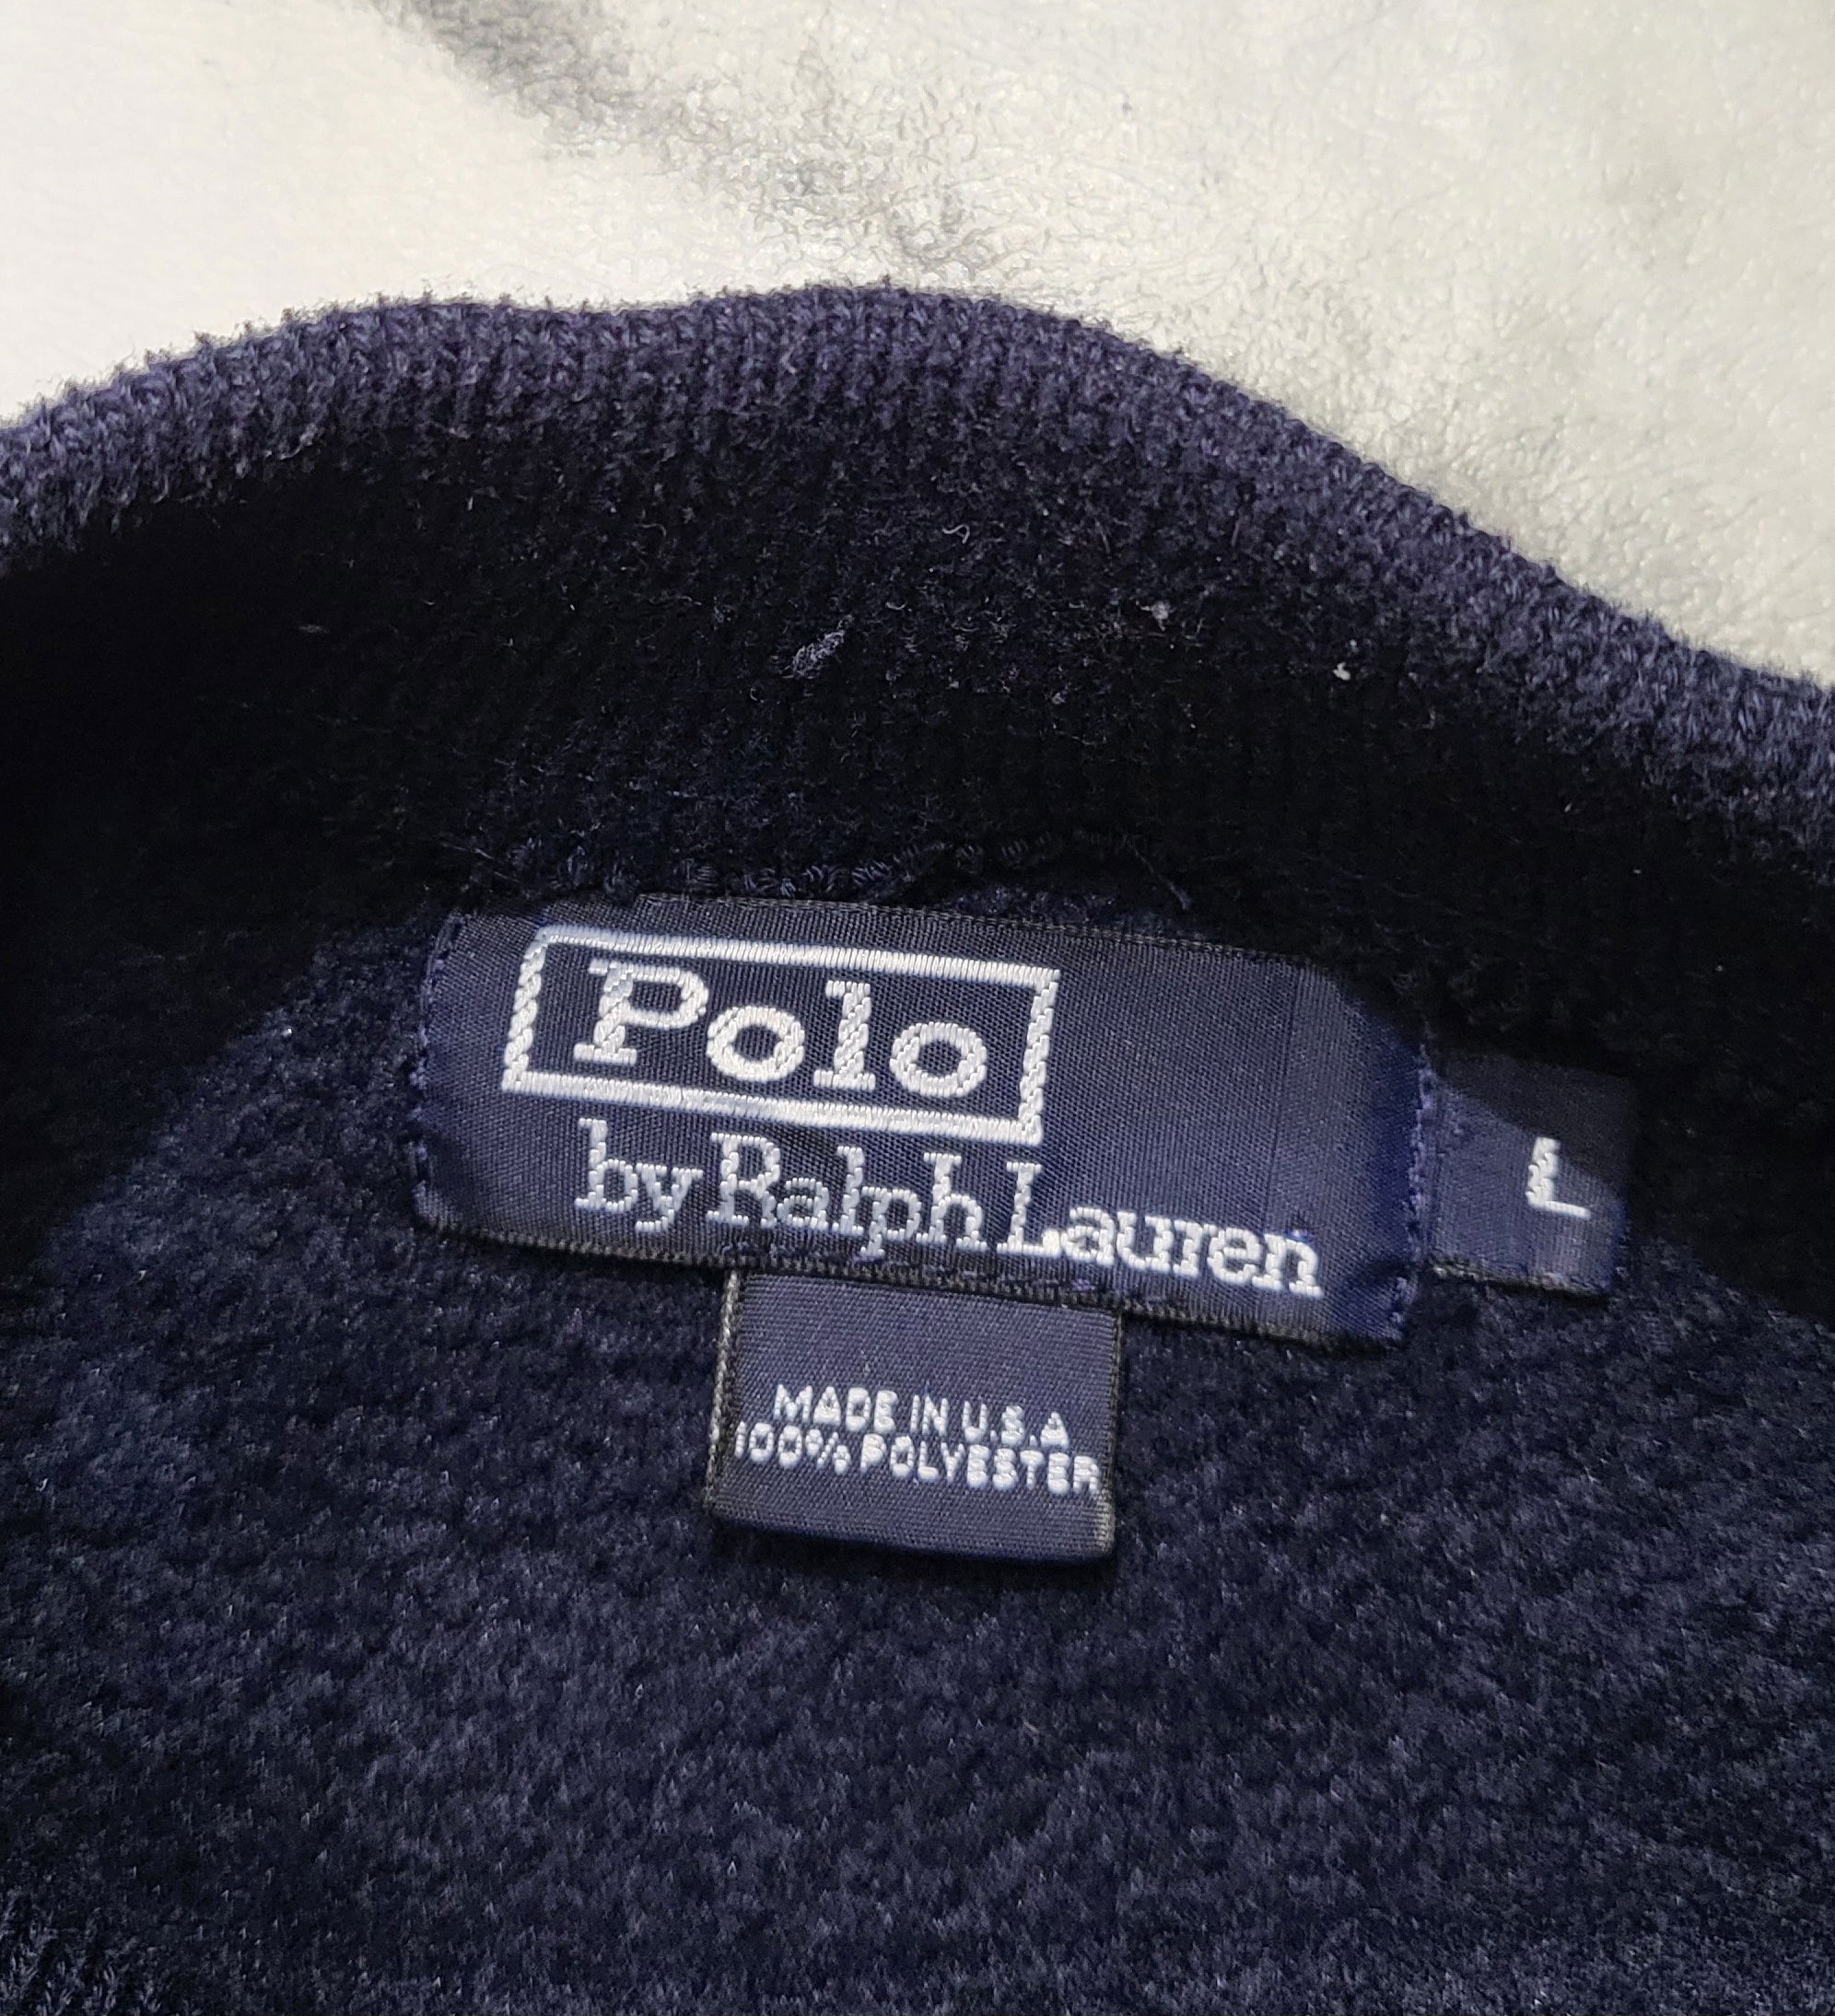 Polo
by Ralph Lauren
L
MADE IN U.S.A
100% POLYESTER